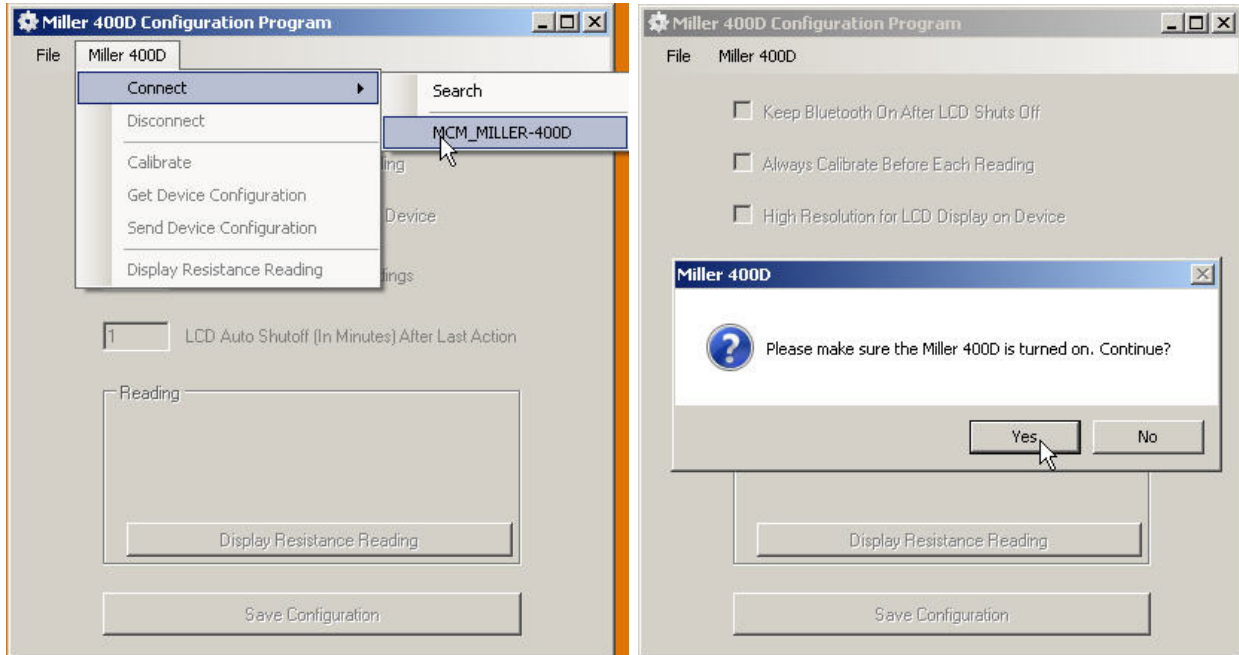 Miller 400D Configuration Program
File Miller 400D
Connect
Search
Disconnect
MCM_MILLER-400D
Calibrate
ing
Get Device Configuration
Device
Send Device Configuration
Display Resistance Reading
dings
1 LCD Auto Shutoff (In Minutes) After Last Action
Reading
Display Resistance Reading
Save Configuration
Miller 400D Configuration Program
File Miller 400D
Keep Bluetooth On After LCD Shuts Off
Always Calibrate Before Each Reading
High Resolution for LCD Display on Device
Miller 400D
Please make sure the Miller 400D is turned on. Continue?
Yes No
Display Resistance Reading
Save Configuration